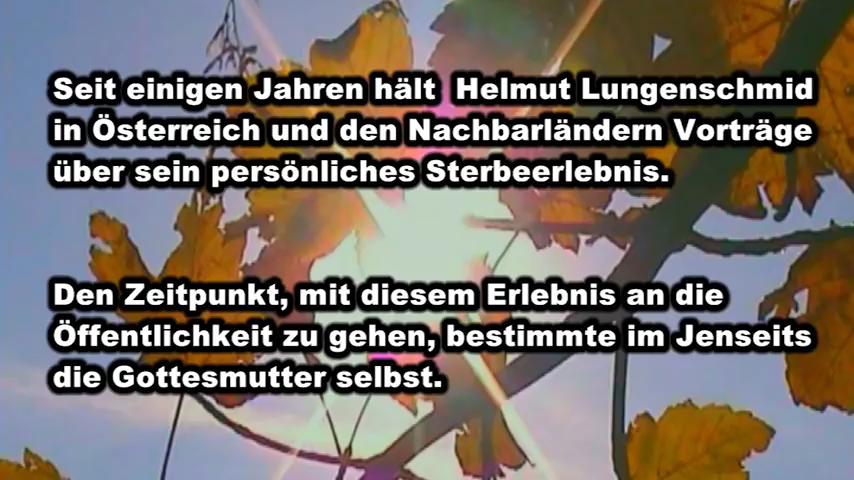 Seit einigen Jahren hält Helmut Lungenschmid
in Österreich und den Nachbarländern Vorträge
über sein persönliches Sterbeerlebnis.
Den Zeitpunkt, mit diesem Erlebnis an die
Öffentlichkeit zu gehen, bestimmte im Jenseits
die Gottesmutter selbst.